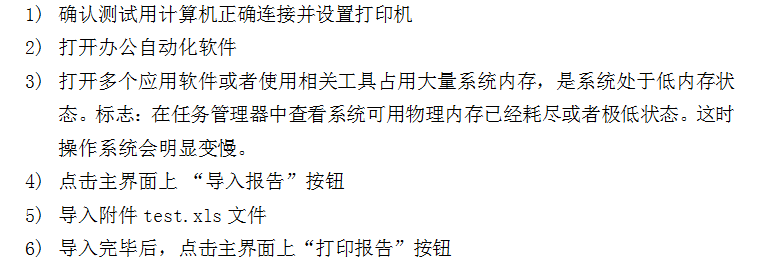 1) 确认测试用计算机正确连接并设置打印机
2) 打开办公自动化软件
3) 打开多个应用软件或者使用相关工具占用大量系统内存，是系统处于低内存状
态。标志：在任务管理器中查看系统可用物理内存已经耗尽或者极低状态。这时
操作系统会明显变慢。
4) 点击主界面上 “导入报告”按钮
5) 导入附件 test.xls 文件
6) 导入完毕后，点击主界面上“打印报告”按钮